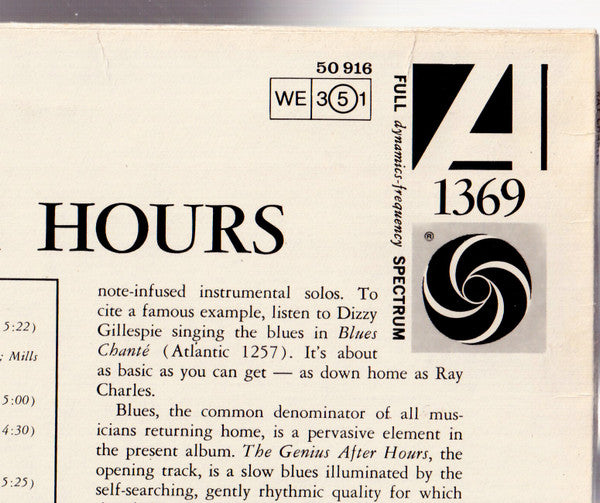 50 916
WE 3 5 1
FULL dynamics-frequency SPECTRUM
A
1369
®
HOURS
5:22)
; Mills
5:00)
4:30)
5:25)
note-infused instrumental solos. To
cite a famous example, listen to Dizzy
Gillespie singing the blues in Blues
Chanté (Atlantic 1257). It's about
as basic as you can get — as down home as Ray
Charles.
Blues, the common denominator of all mus-
icians returning home, is a pervasive element in
the present album. The Genius After Hours, the
opening track, is a slow blues illuminated by the
self-searching, gently rhythmic quality for which